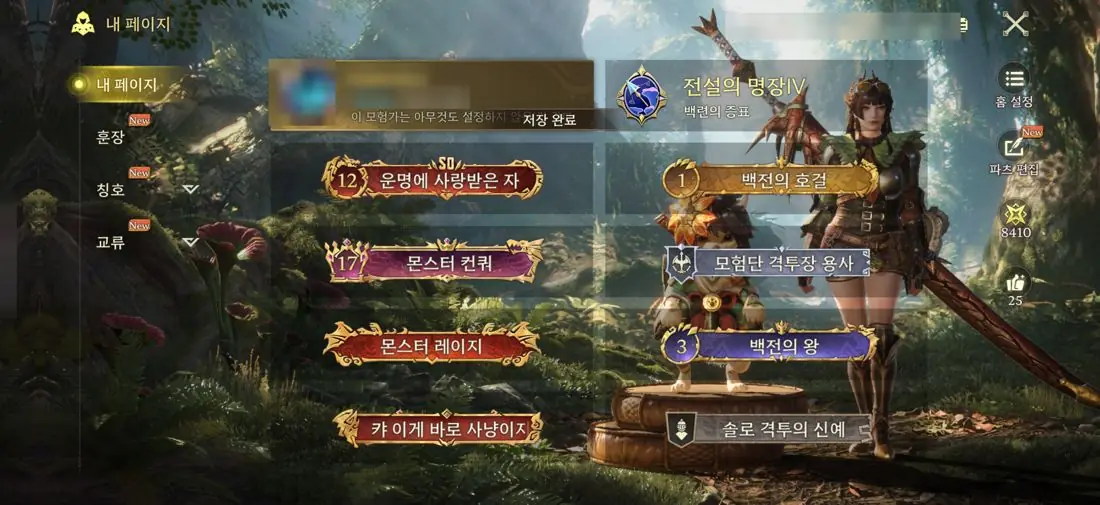 내 페이지
내 페이지
New
훈장
New
칭호
New
교류
이 모험가는 아무것도 설정하지 않
저장 완료
전설의 명장IV
백련의 증표
SD
12 운명에 사랑받은 자
1 백전의 호걸
17 몬스터 컨쿼
모험단 격투장 용사
몬스터 레이지
3 백전의 왕
캬 이게 바로 사냥이지
솔로 격투의 신예
홈 설정
New
파츠 편집
8410
25